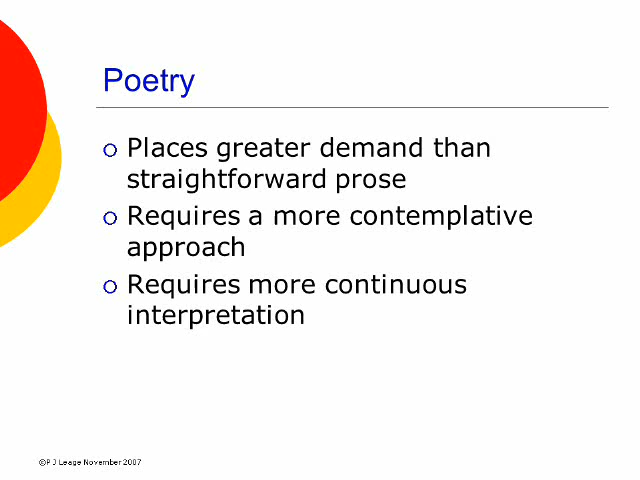 Poetry
Places greater demand than
straightforward prose
Requires a more contemplative
approach
Requires more continuous
interpretation
©P J Leage November 2007